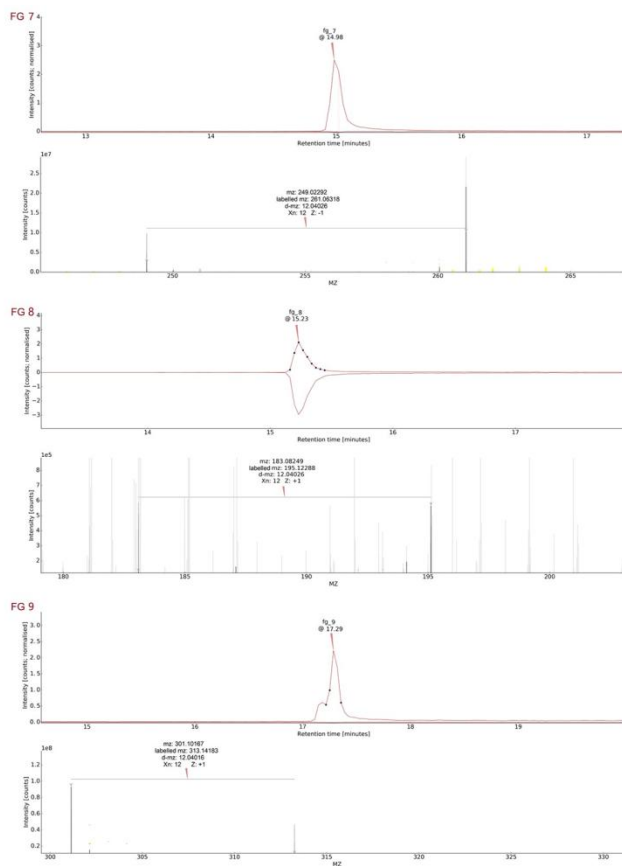 FG 7
fg_7
@ 14.98
Intensity [counts; normalised]
4
3
2
1
0
13 14 15 16 17
Retention time [minutes]
1e7
mz: 249.02292
labelled mz: 261.06318
d-mz: 12.04026
Xn: 12 Z: -1
Intensity [counts]
2.5
2.0
1.5
1.0
0.5
0.0
250 255 260 265
MZ
FG 8
fg_8
@ 15.23
Intensity [counts; normalised]
4
3
2
1
0
−1
−2
−3
14 15 16 17
Retention time [minutes]
1e5
mz: 183.08249
labelled mz: 195.12288
d-mz: 12.04026
Xn: 12 Z: +1
Intensity [counts]
8
7
6
5
4
3
2
180 185 190 195 200
MZ
FG 9
fg_9
@ 17.29
Intensity [counts; normalised]
3.0
2.5
2.0
1.5
1.0
0.5
0.0
15 16 17 18 19
Retention time [minutes]
1e8
mz: 301.10167
labelled mz: 313.14183
d-mz: 12.04016
Xn: 12 Z: +1
Intensity [counts]
1.2
1.0
0.8
0.6
0.4
0.2
300 305 310 315 320 325 330
MZ